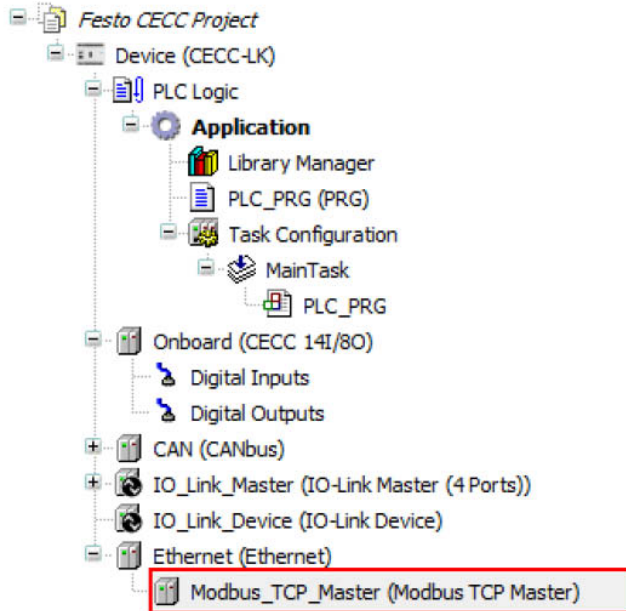 Festo CECC Project
Device (CECC-LK)
PLC Logic
Application
Library Manager
PLC_PRG (PRG)
Task Configuration
MainTask
PLC_PRG
Onboard (CECC 14I/8O)
Digital Inputs
Digital Outputs
CAN (CANbus)
IO_Link_Master (IO-Link Master (4 Ports))
IO_Link_Device (IO-Link Device)
Ethernet (Ethernet)
Modbus_TCP_Master (Modbus TCP Master)